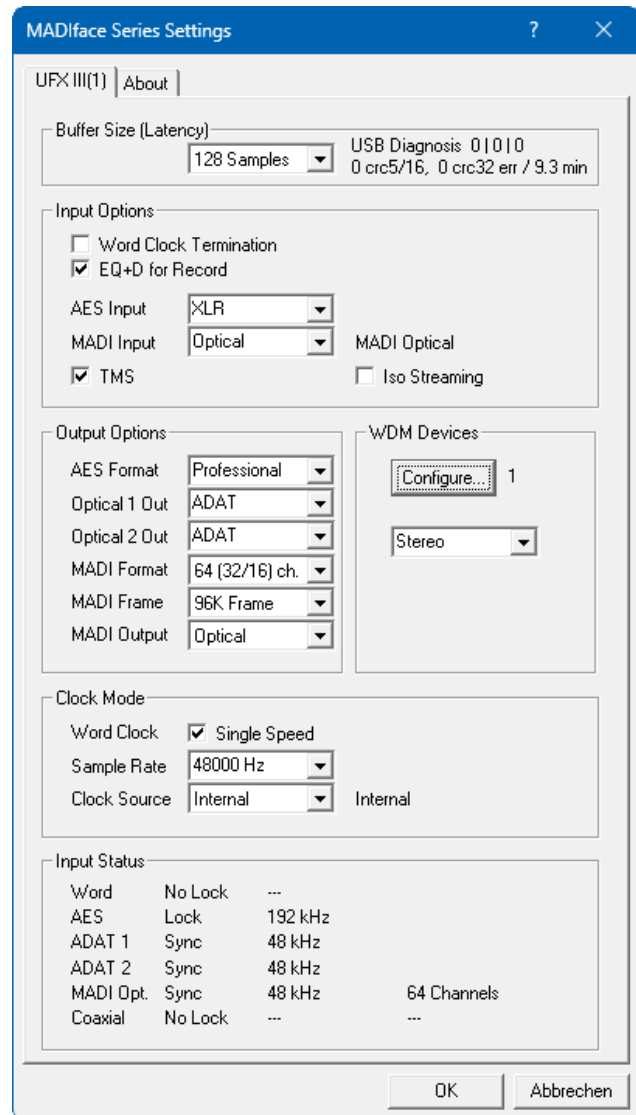 MADIface Series Settings ?
UFX III(1) About
Buffer Size (Latency)
128 Samples
USB Diagnosis 0 | 0 | 0
0 crc5/16, 0 crc32 err / 9.3 min
Input Options
Word Clock Termination
EQ+D for Record
AES Input XLR
MADI Input Optical MADI Optical
TMS Iso Streaming
Output Options
AES Format Professional
Optical 1 Out ADAT
Optical 2 Out ADAT
MADI Format 64 (32/16) ch.
MADI Frame 96K Frame
MADI Output Optical
WDM Devices
Configure... 1
Stereo
Clock Mode
Word Clock Single Speed
Sample Rate 48000 Hz
Clock Source Internal Internal
Input Status
Word No Lock ---
AES Lock 192 kHz
ADAT 1 Sync 48 kHz
ADAT 2 Sync 48 kHz
MADI Opt. Sync 48 kHz 64 Channels
Coaxial No Lock --- ---
OK Abbrechen